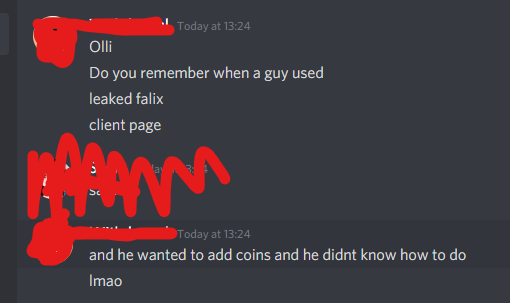 Today at 13:24
Olli
Do you remember when a guy used
leaked falix
client page
Today at 13:24
and he wanted to add coins and he didnt know how to do
lmao